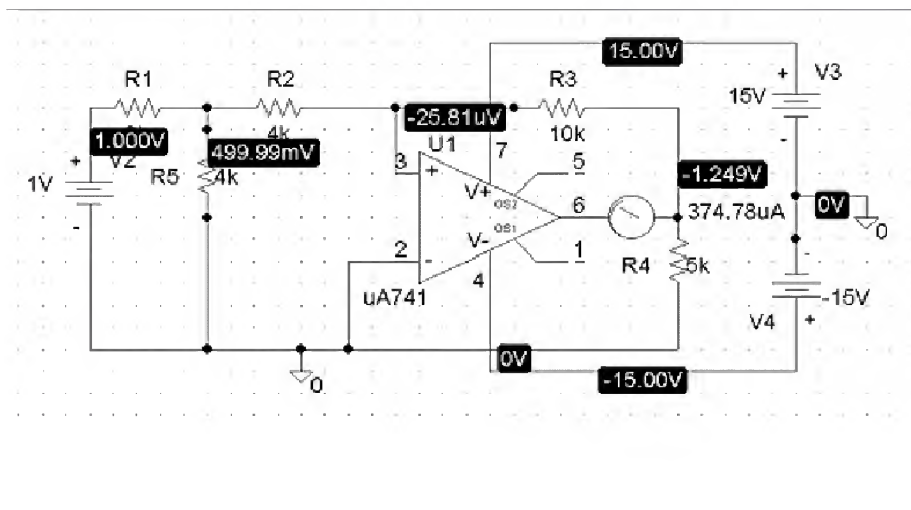 15.00V
R1
R2
R3
V3
+
15V
-
-25.81uV
4k
10k
U1
1.000V
V2
499.99mV
7
5
3
+
V+
OS2
-1.249V
+
1V
R5
4k
6
374.78uA
0V
0
-
OS1
V-
2
-
1
R4
5k
-
uA741
4
-15V
V4
+
0V
0
-15.00V